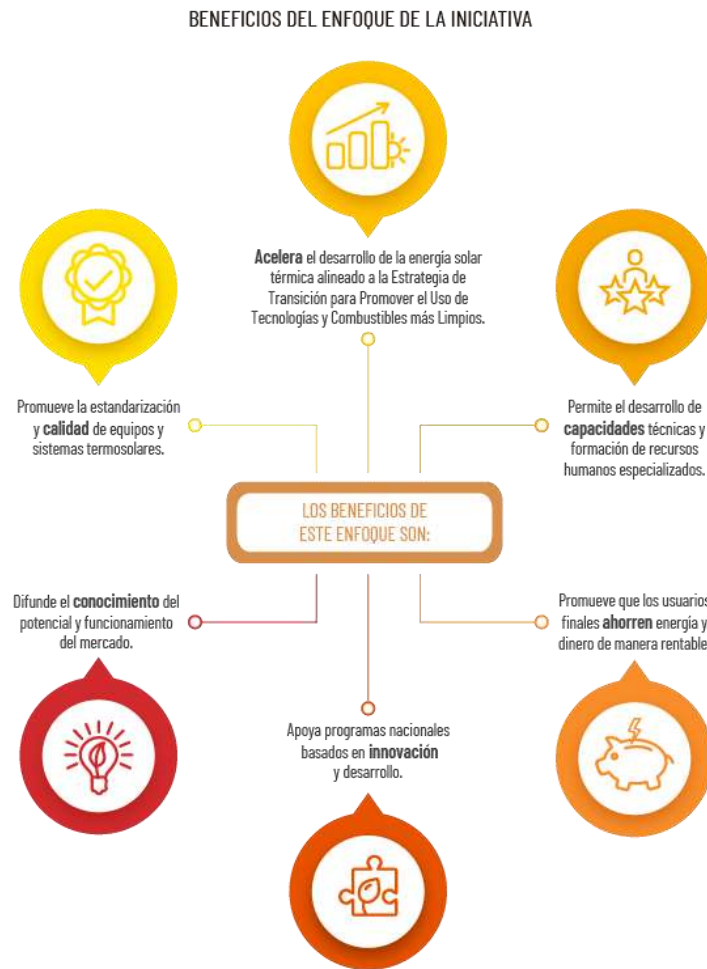 BENEFICIOS DEL ENFOQUE DE LA INICIATIVA
Acelera el desarrollo de la energía solar
térmica alineado a la Estrategia de
Transición para Promover el Uso de
Tecnologías y Combustibles más Limpios.
Promueve la estandarización
y calidad de equipos y
sistemas termosolares.
Permite el desarrollo de
capacidades técnicas y
formación de recursos
humanos especializados.
LOS BENEFICIOS DE
ESTE ENFOQUE SON:
Difunde el conocimiento del
potencial y funcionamiento
del mercado.
Promueve que los usuarios
finales ahorren energía y
dinero de manera rentable
Apoya programas nacionales
basados en innovación
y desarrollo.